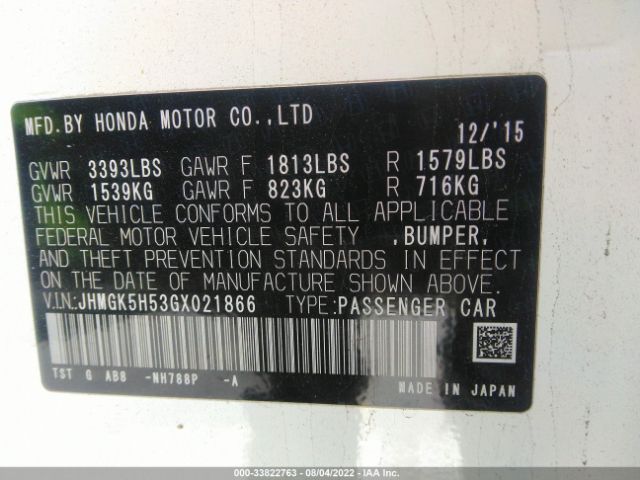 MFD.BY HONDA MOTOR CO.,LTD 12/'15
GVWR 3393LBS GAWR F 1813LBS R 1579LBS
GVWR 1539KG GAWR F 823KG R 716KG
THIS VEHICLE CONFORMS TO ALL APPLICABLE
FEDERAL MOTOR VEHICLE SAFETY ,BUMPER,
AND THEFT PREVENTION STANDARDS IN EFFECT
ON THE DATE OF MANUFACTURE SHOWN ABOVE.
V.I.N:JHMGK5H53GX021866 TYPE:PASSENGER CAR
TST G AB8 -NH788P -A
MADE IN JAPAN
000-33822763 - 08/04/2022 - IAA Inc.